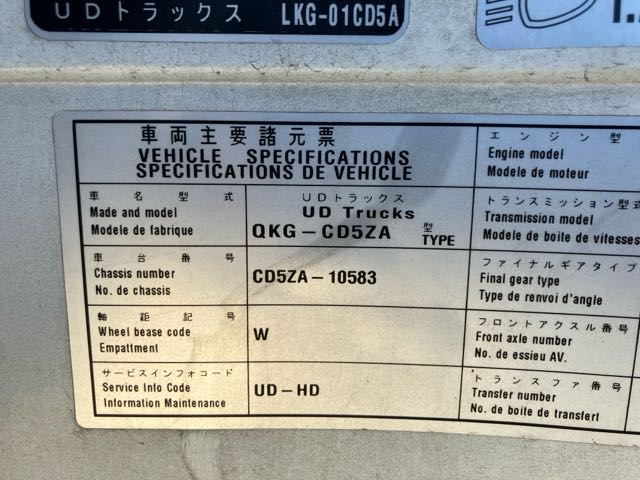 UDトラックス LKG-01CD5A
車両主要諸元票
VEHICLE SPECIFICATIONS
SPECIFICATIONS DE VEHICLE
車名型式
Made and model
Modele de fabrique
UDトラックス
UD Trucks
QKG-CD5ZA 型 TYPE
車台番号
Chassis number
No. de chassis
CD5ZA-10583
軸距記号
Wheel bease code
Empattment
W
サービスインフォコード
Service Info Code
Information Maintenance
UD-HD
エンジン型
Engine model
Modele de moteur
トランスミッション型式
Transmission model
Modele de boite de vitesses
ファイナルギアタイプ
Final gear type
Type de renvoi d'angle
フロントアクスル番号
Front axle number
No. de essieu AV.
トランスファ番号
Transfer number
No. de boite de transfert